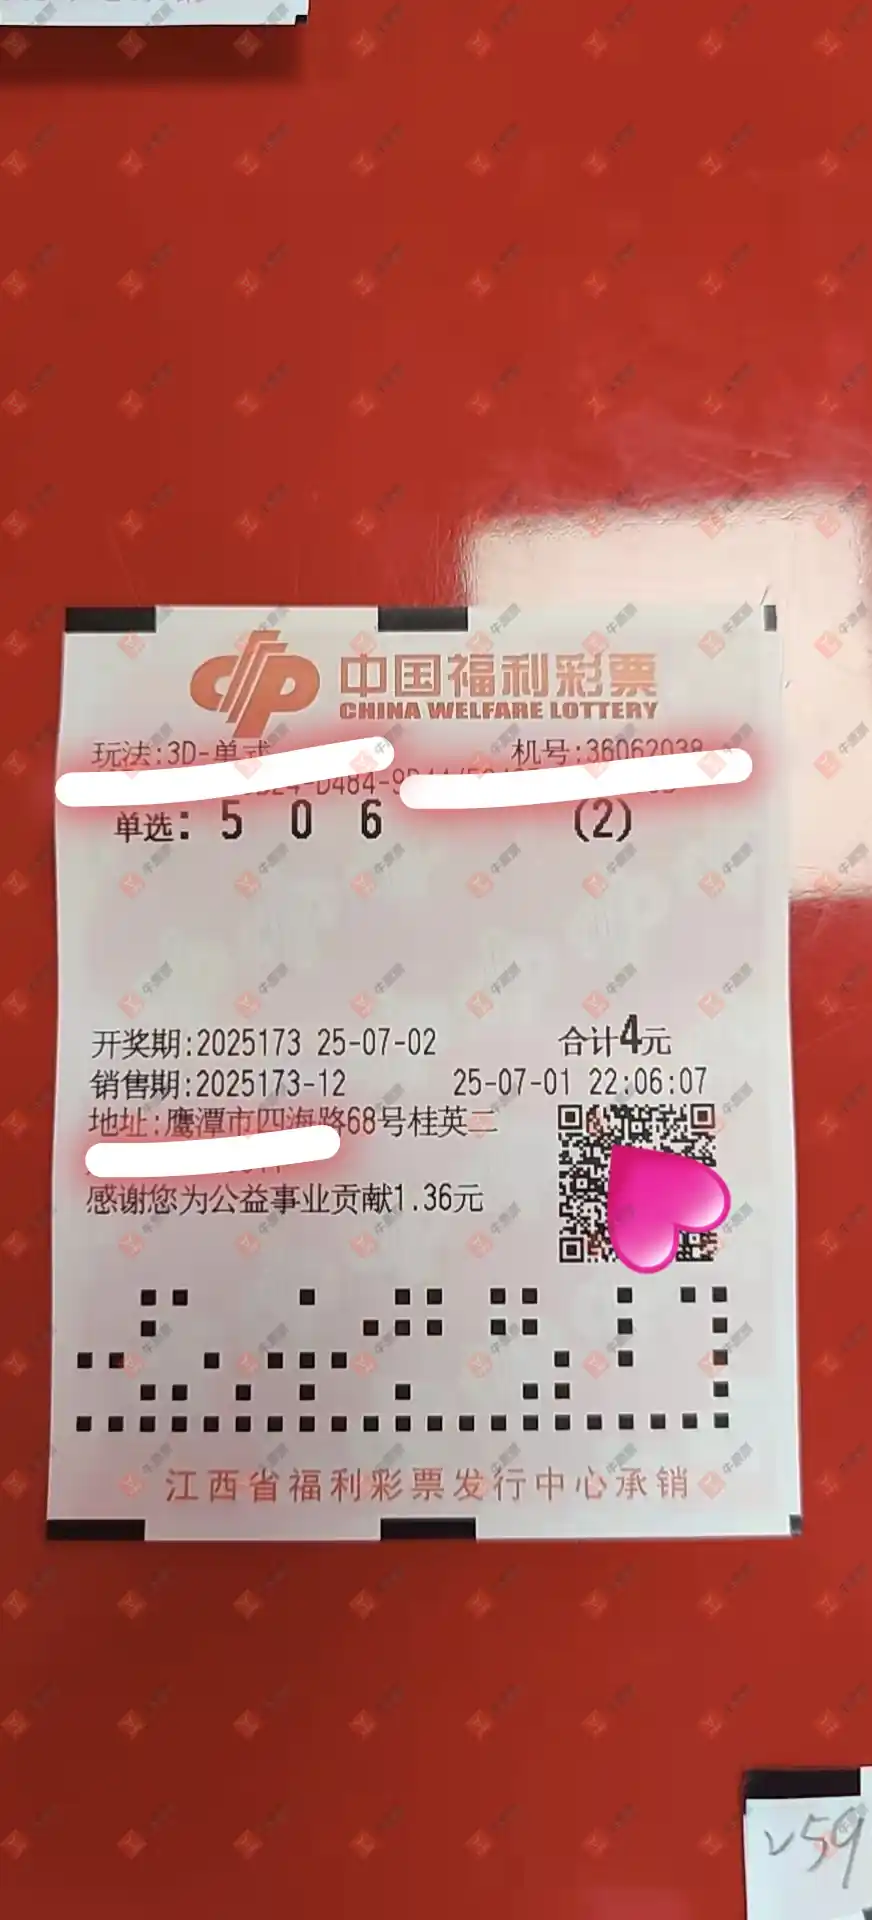 中国福利彩票
CHINA WELFARE LOTTERY
玩法:3D-单式 机号:36062038
D484-9
单选: 5 0 6 (2)
开奖期:2025173 25-07-02 合计4元
销售期:2025173-12 25-07-01 22:06:07
地址:鹰潭市四海路68号桂英二
感谢您为公益事业贡献1.36元
江西省福利彩票发行中心承销
259